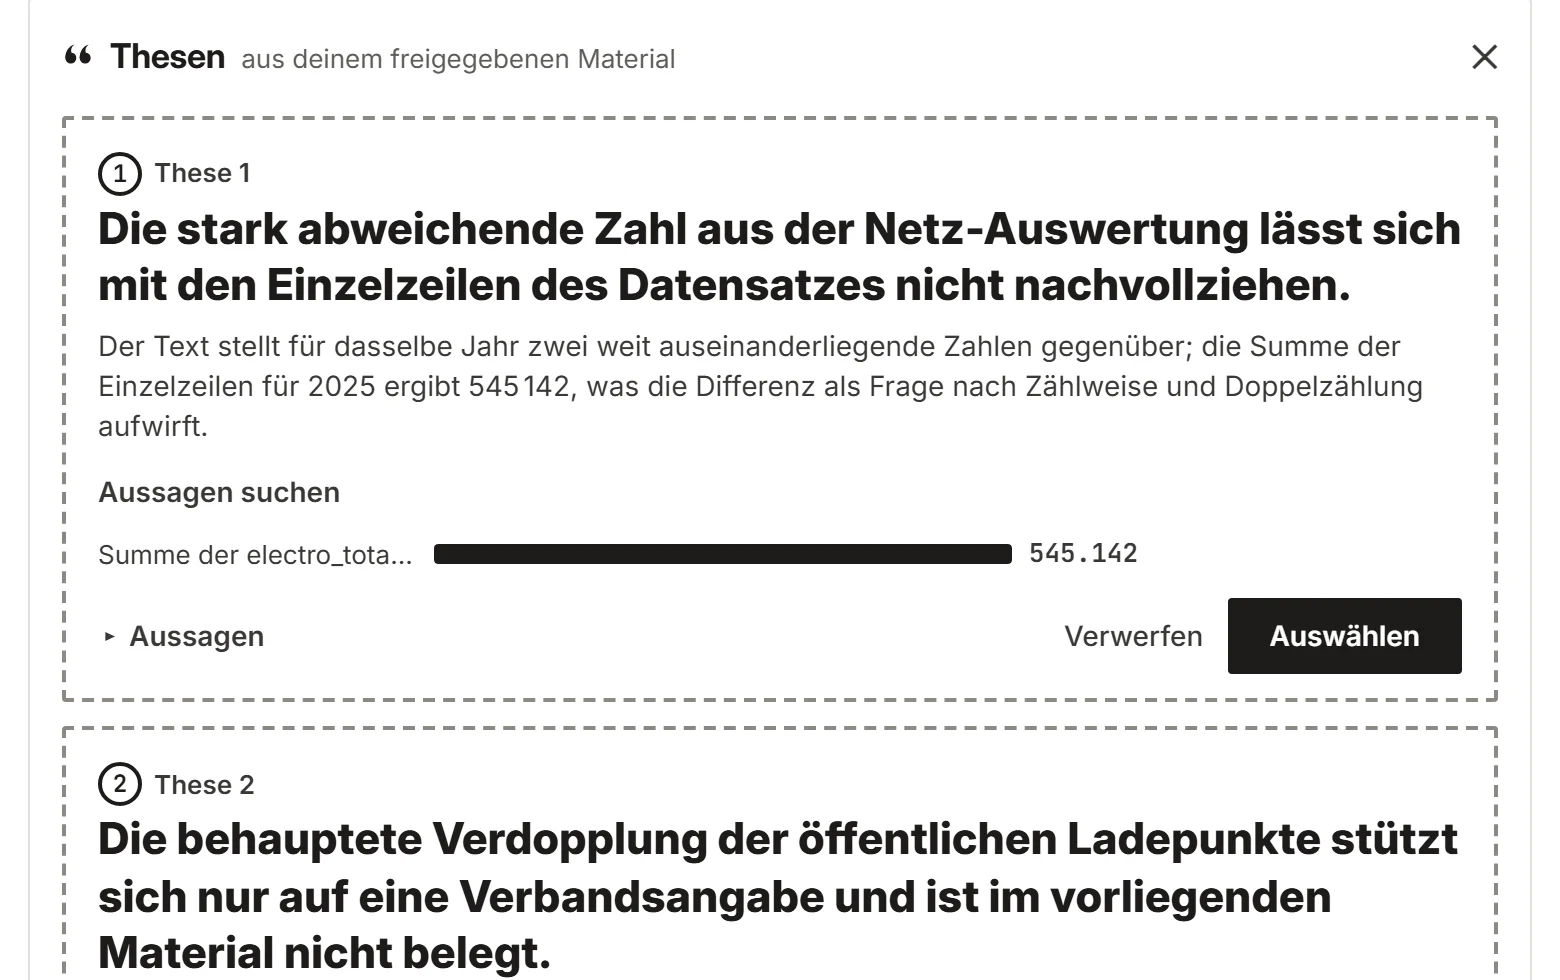 ❝ Thesen aus deinem freigegebenen Material
1 These 1
Die stark abweichende Zahl aus der Netz-Auswertung lässt sich
mit den Einzelzeilen des Datensatzes nicht nachvollziehen.
Der Text stellt für dasselbe Jahr zwei weit auseinanderliegende Zahlen gegenüber; die Summe der
Einzelzeilen für 2025 ergibt 545 142, was die Differenz als Frage nach Zählweise und Doppelzählung
aufwirft.
Aussagen suchen
Summe der electro_tota... 545.142
▸ Aussagen Verwerfen Auswählen
2 These 2
Die behauptete Verdopplung der öffentlichen Ladepunkte stützt
sich nur auf eine Verbandsangabe und ist im vorliegenden
Material nicht belegt.